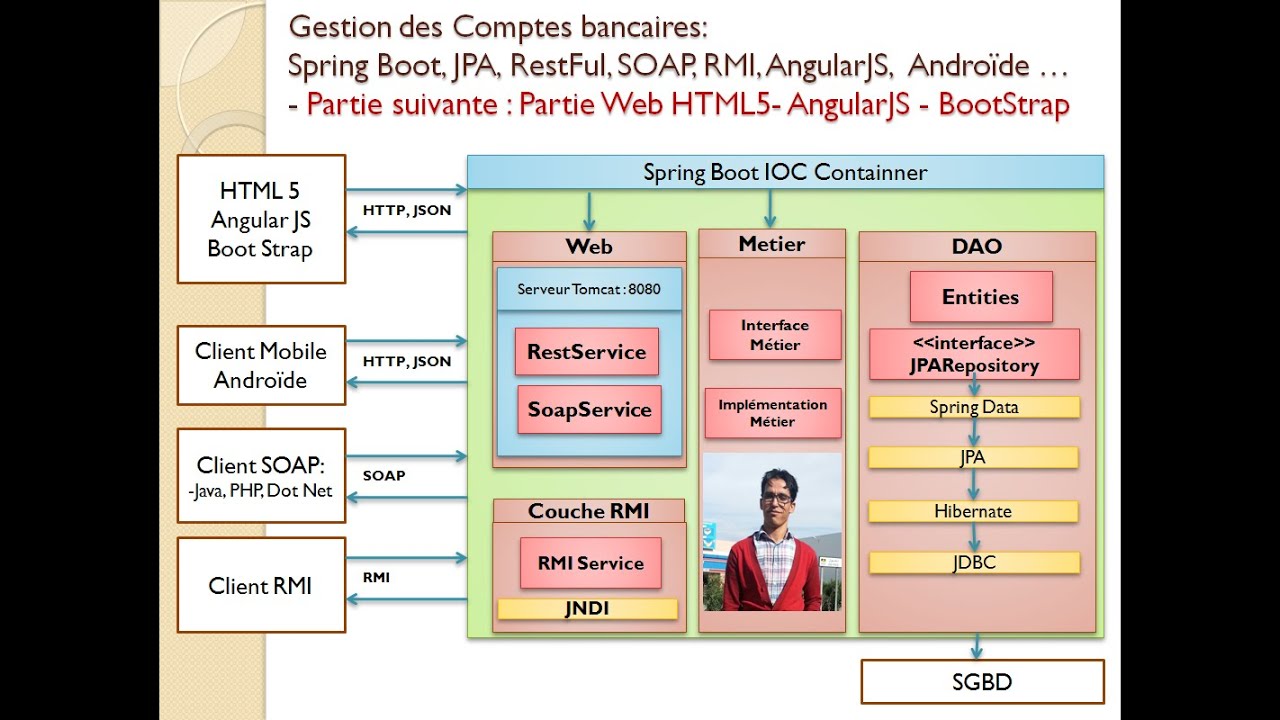 Gestion des Comptes bancaires:
Spring Boot, JPA, RestFul, SOAP, RMI, AngularJS, Androïde …
- Partie suivante : Partie Web HTML5- AngularJS - BootStrap
HTML 5
Angular JS
Boot Strap
HTTP, JSON
Client Mobile
Androïde
HTTP, JSON
Client SOAP:
-Java, PHP, Dot Net
SOAP
Client RMI
RMI
Spring Boot IOC Containner
Web
Serveur Tomcat : 8080
RestService
SoapService
Couche RMI
RMI Service
JNDI
Metier
Interface
Métier
Implémentation
Métier
DAO
Entities
<<interface>>
JPARepository
Spring Data
JPA
Hibernate
JDBC
SGBD